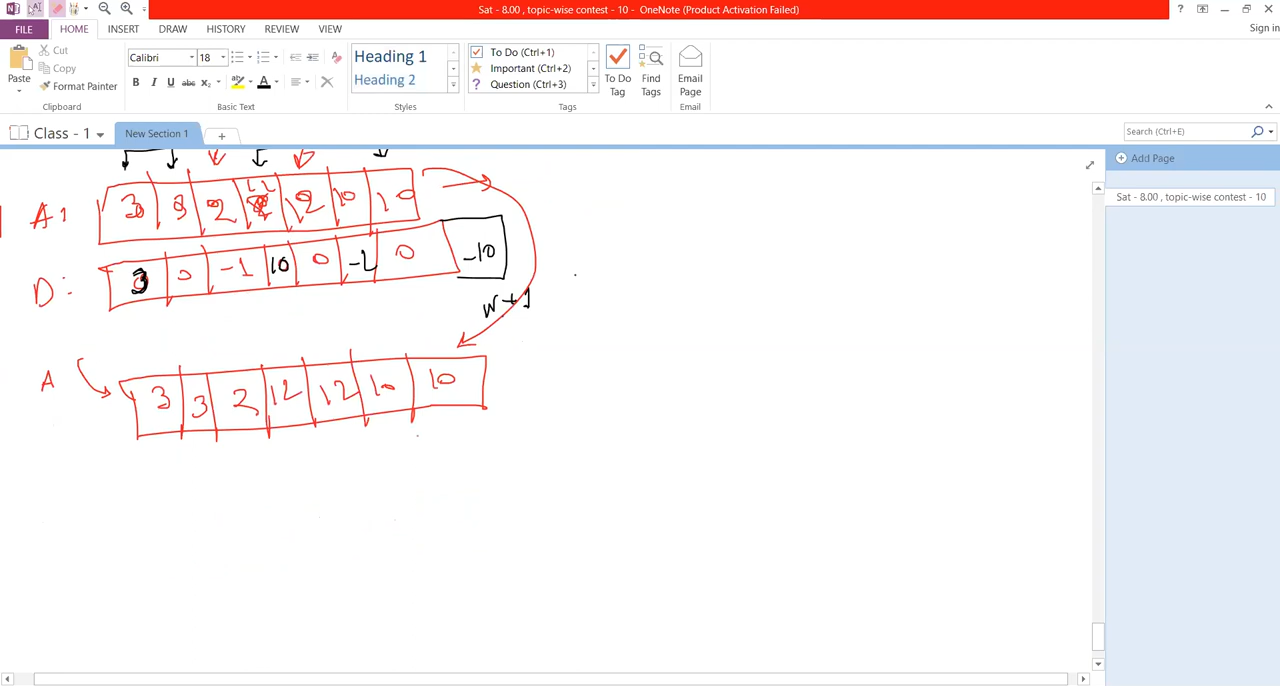 Sat - 8.00 , topic-wise contest - 10 - OneNote (Product Activation Failed)
FILE HOME INSERT DRAW HISTORY REVIEW VIEW Sign in
Paste Cut Copy Format Painter
Clipboard
Calibri 18
B I U abc X₂ A
Basic Text
Heading 1
Heading 2
Styles
To Do (Ctrl+1)
Important (Ctrl+2)
Question (Ctrl+3)
To Do Tag
Find Tags
Tags
Email Page
Email
Class - 1 New Section 1 Search (Ctrl+E)
Add Page
Sat - 8.00 , topic-wise contest - 10
A: 3 3 2 12 10 10
D: 3 0 -1 10 0 -2 0 -10
N+1
A 3 3 2 12 12 10 10